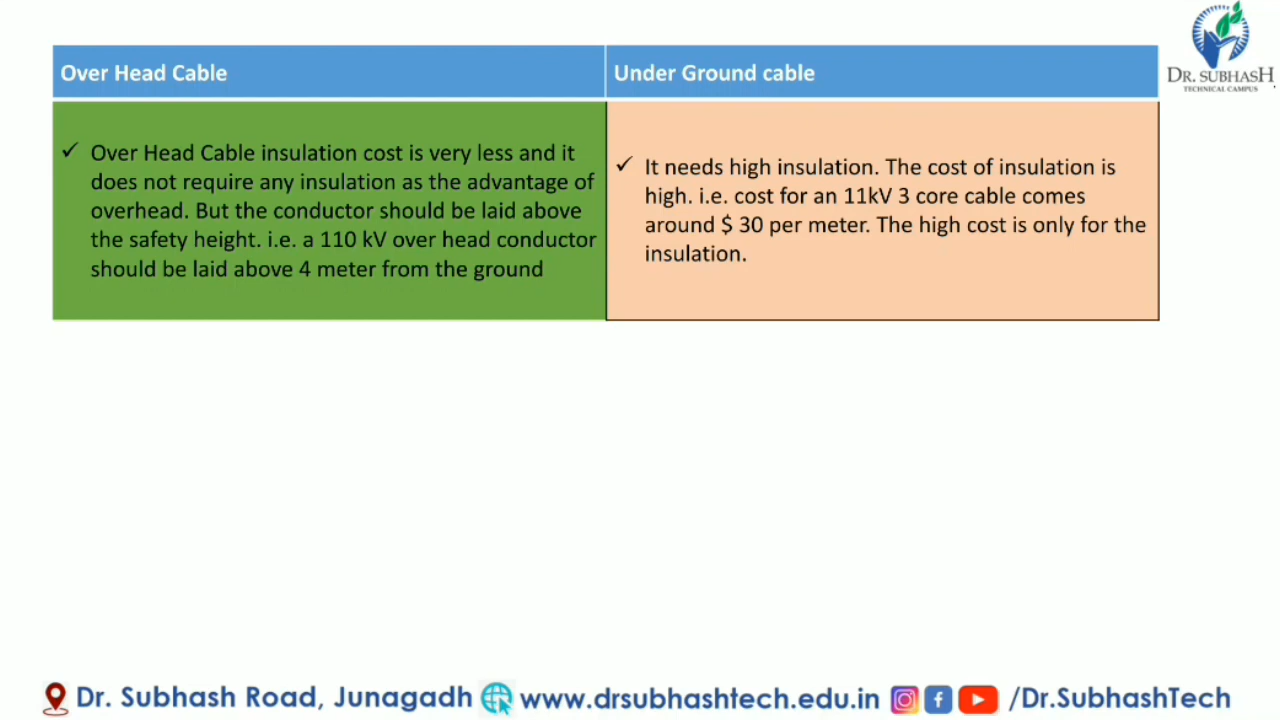 DR. SUBHASH
TECHNICAL CAMPUS
Over Head Cable
Under Ground cable
✓ Over Head Cable insulation cost is very less and it
does not require any insulation as the advantage of
overhead. But the conductor should be laid above
the safety height. i.e. a 110 kV over head conductor
should be laid above 4 meter from the ground
✓ It needs high insulation. The cost of insulation is
high. i.e. cost for an 11kV 3 core cable comes
around $ 30 per meter. The high cost is only for the
insulation.
Dr. Subhash Road, Junagadh www.drsubhashtech.edu.in /Dr.SubhashTech